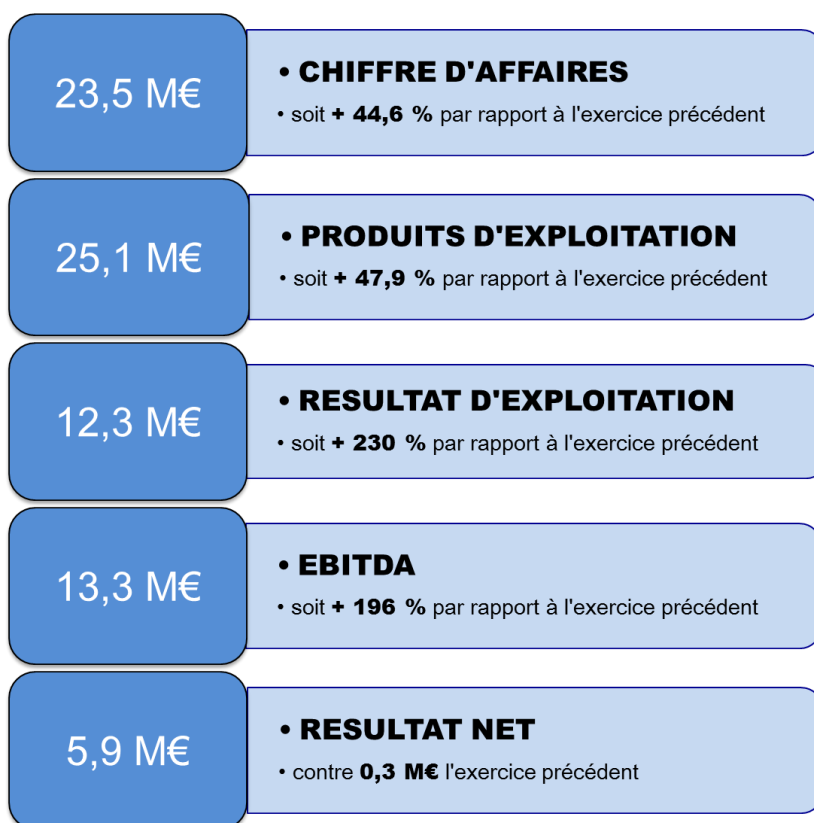 23,5 M€
• CHIFFRE D'AFFAIRES
• soit + 44,6 % par rapport à l'exercice précédent
25,1 M€
• PRODUITS D'EXPLOITATION
• soit + 47,9 % par rapport à l'exercice précédent
12,3 M€
• RESULTAT D'EXPLOITATION
• soit + 230 % par rapport à l'exercice précédent
13,3 M€
• EBITDA
• soit + 196 % par rapport à l'exercice précédent
5,9 M€
• RESULTAT NET
• contre 0,3 M€ l'exercice précédent